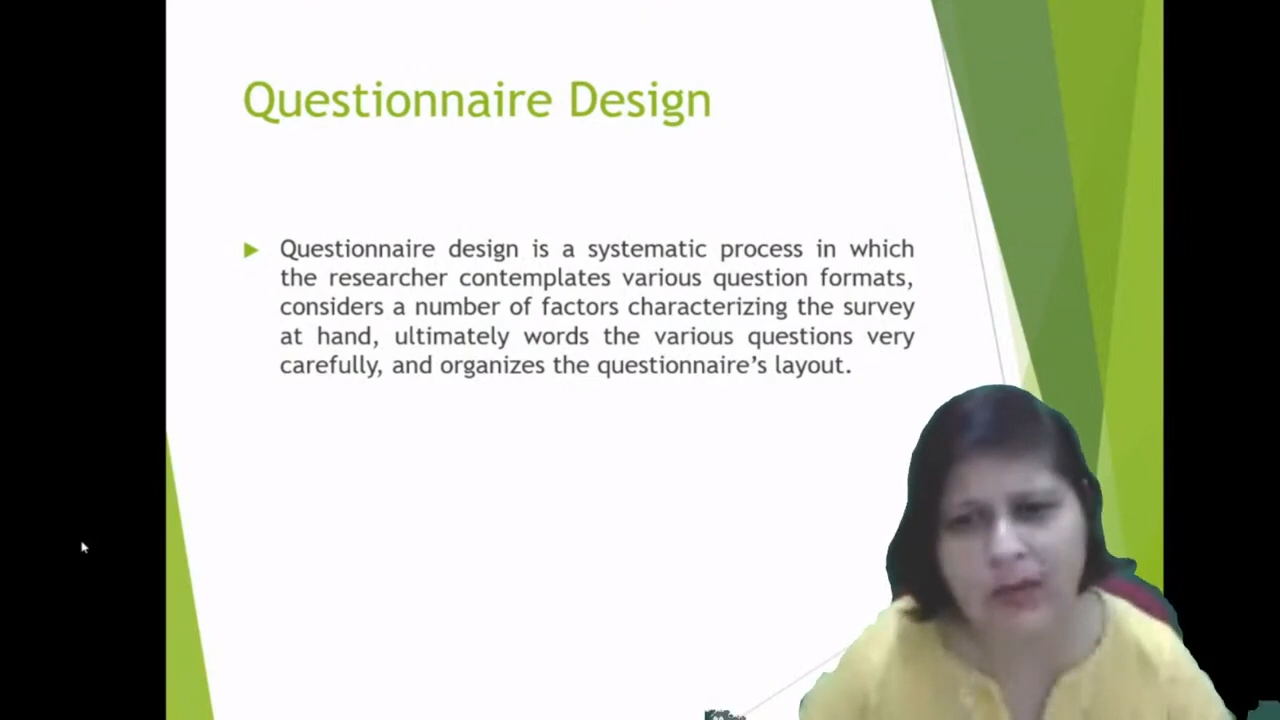 Questionnaire Design
Questionnaire design is a systematic process in which
the researcher contemplates various question formats,
considers a number of factors characterizing the survey
at hand, ultimately words the various questions very
carefully, and organizes the questionnaire’s layout.